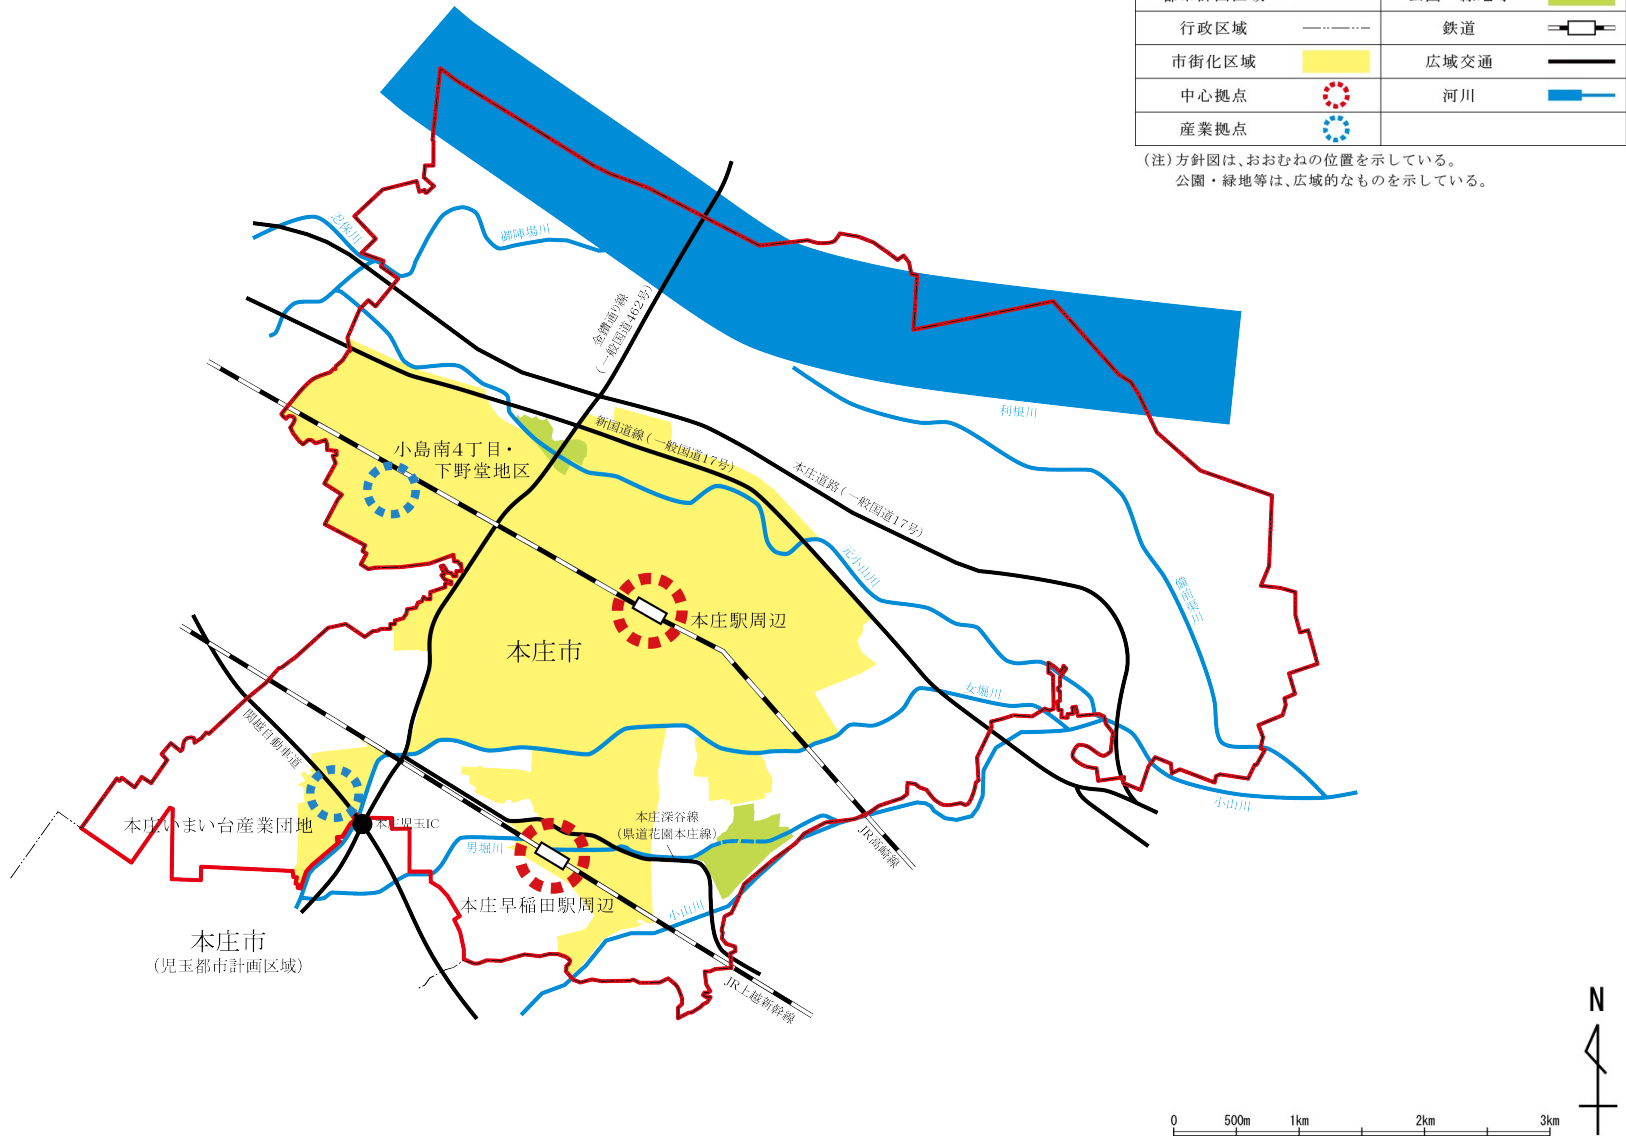 行政区域
鉄道
市街化区域
広域交通
中心拠点
河川
産業拠点
(注)方針図は、おおむねの位置を示している。
公園・緑地等は、広域的なものを示している。
忍保川
御陣場川
金鑚通り線
(一般国道462号)
利根川
新国道線(一般国道17号)
小島南4丁目・
下野堂地区
本庄道路(一般国道17号)
元小山川
備前渠川
本庄駅周辺
本庄市
女堀川
関越自動車道
小山川
本庄いまい台産業団地
本庄児玉IC
本庄深谷線
(県道花園本庄線)
JR高崎線
男堀川
本庄早稲田駅周辺
小山川
本庄市
(児玉都市計画区域)
JR上越新幹線
N
0 500m 1km 2km 3km